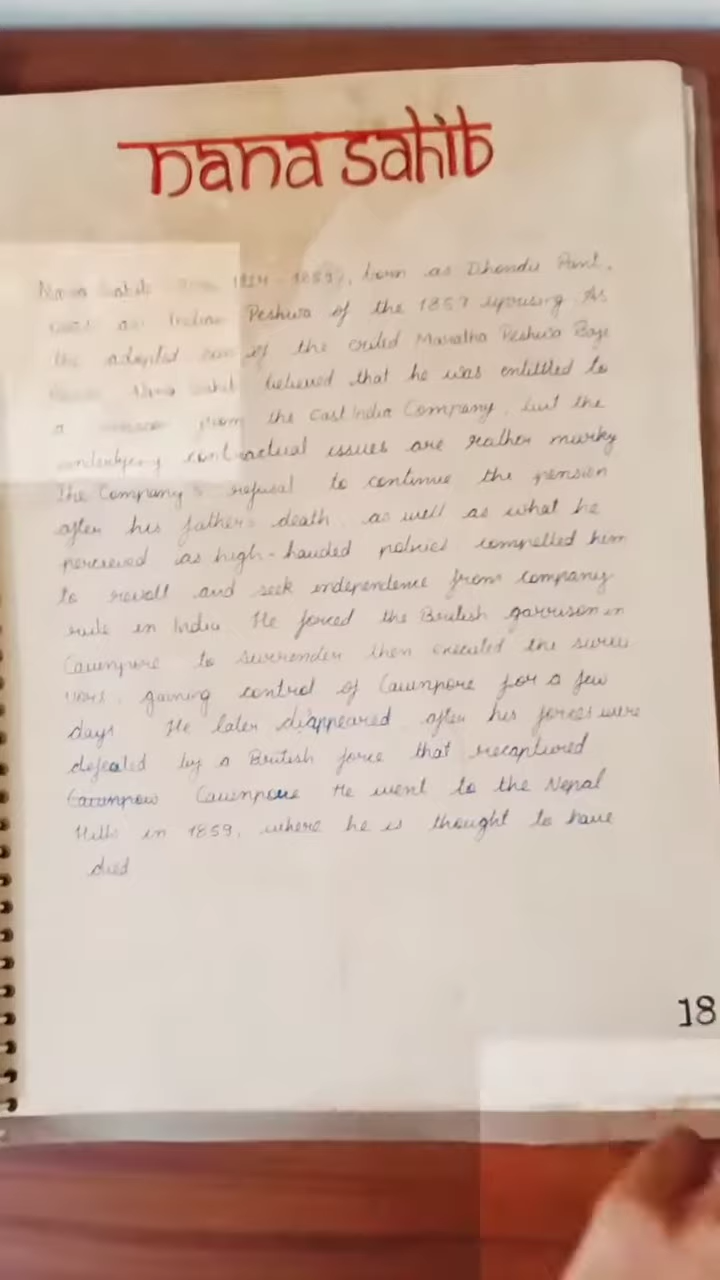 nana sahib
Nana Sahib 1824 - 1859), born as Dhondu Pant,
was an Indian Peshwa of the 1857 uprising As
the adopted son of the exiled Maratha Peshwa Baji
Nana Sahib believed that he was entitled to
a from the East India Company, but the
underlying contractual issues are rather murky
The Company's refusal to continue the pension
after his father's death, as well as what he
percieved as high-handed policies compelled him
to revolt and seek independence from company
rule in India He forced the British garrison in
Cawnpore to surrender then executed the
gaining control of Cawnpore for a few
days He later disappeared, after his forces were
defeated by a British force that recaptured
Cawnpore He went to the Nepal
Hills in 1859, where he is thought to have
died
18